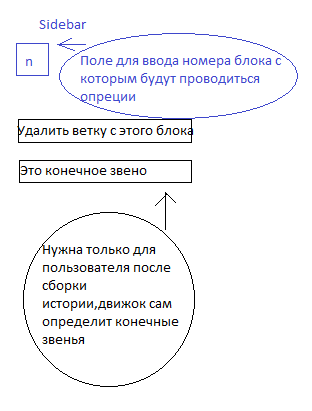 Sidebar
n
Поле для ввода номера блока с
которым будут проводиться
опреции
Удалить ветку с этого блока
Это конечное звено
Нужна только для
пользователя после
сборки
истории,движок сам
определит конечные
звенья